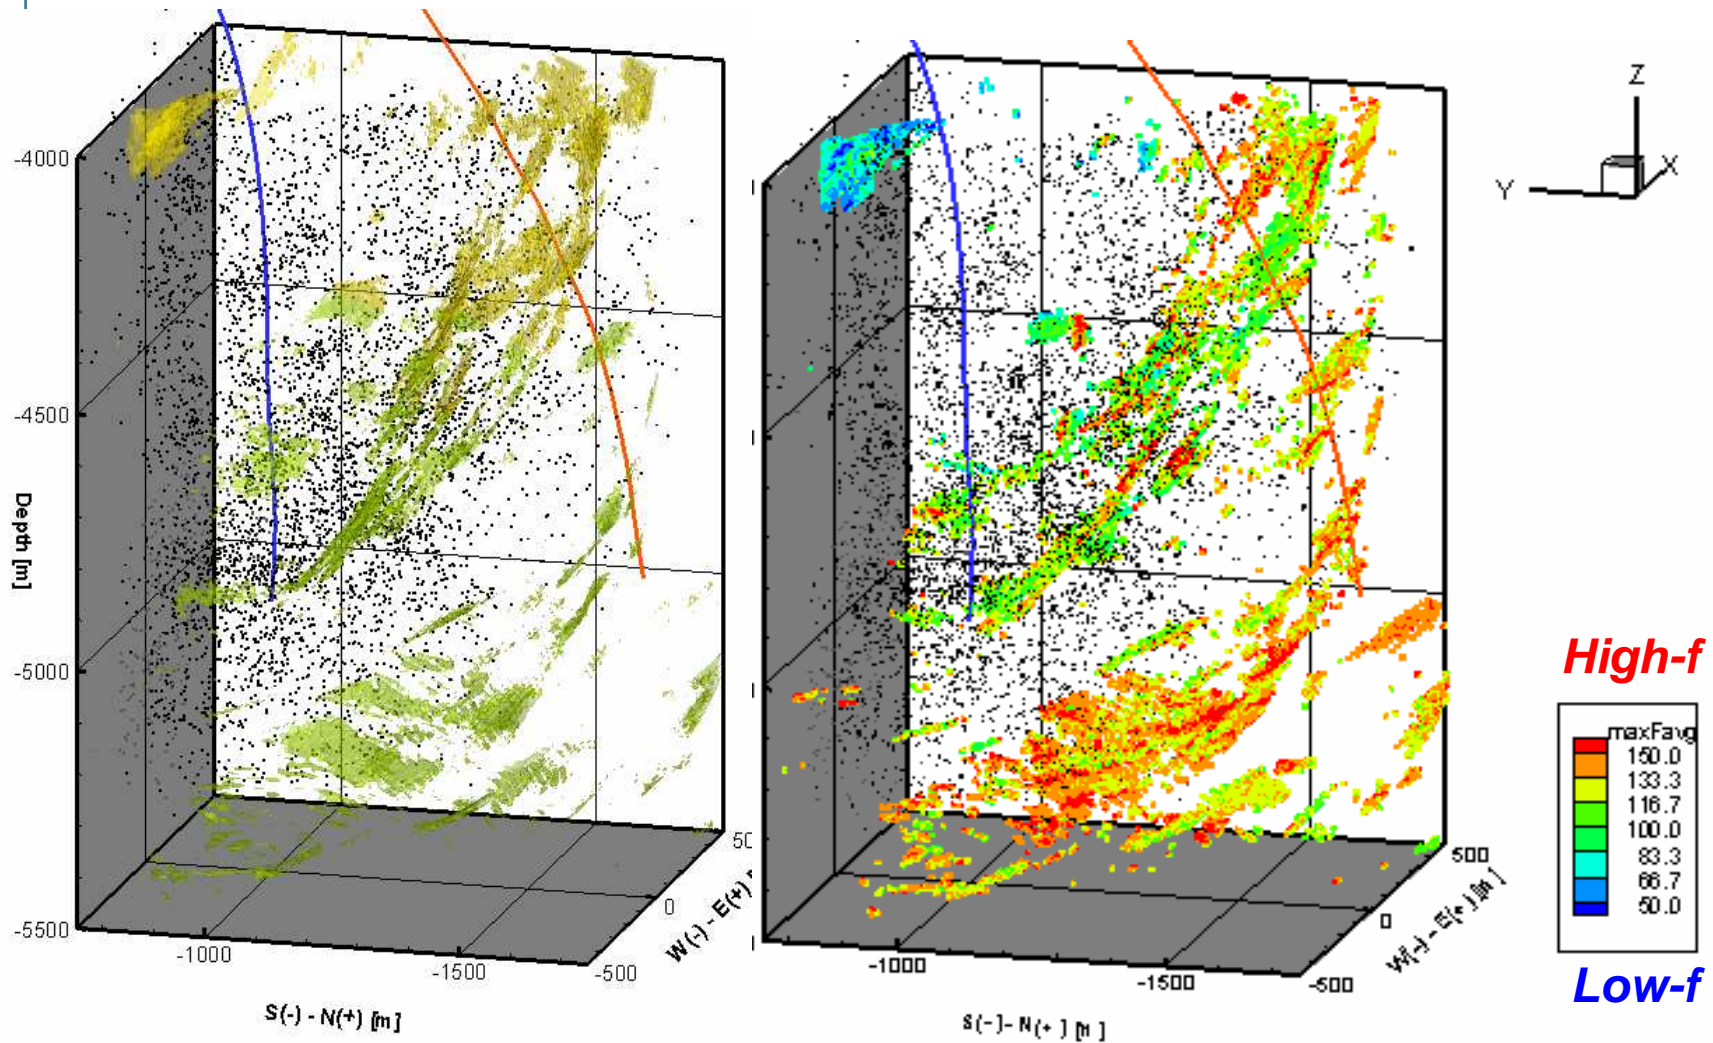 -4000
-4500
-5000
-5500
Depth [m]
-1000
-1500
-500
0
50
S(-) - N(+) [m]
W(-) - E(+)
-1000
-1500
-500
0
500
S(-) - N(+) [m]
W(-) - E(+) [m]
Z
Y
X
High-f
maxFavg
150.0
133.3
116.7
100.0
83.3
66.7
50.0
Low-f